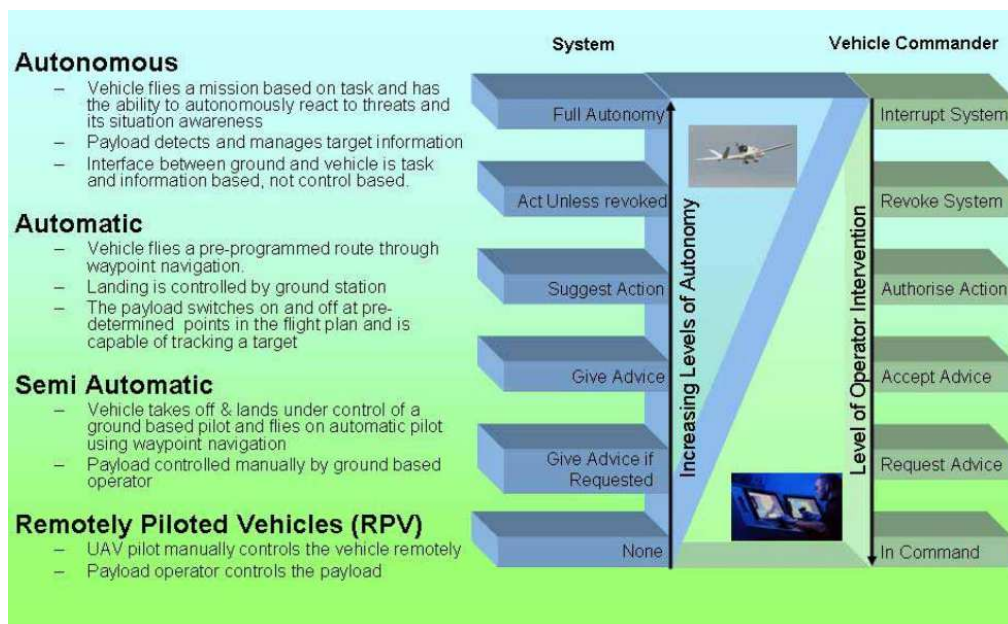 Autonomous
– Vehicle flies a mission based on task and has
the ability to autonomously react to threats and
its situation awareness
– Payload detects and manages target information
– Interface between ground and vehicle is task
and information based, not control based.
Automatic
– Vehicle flies a pre-programmed route through
waypoint navigation.
– Landing is controlled by ground station
– The payload switches on and off at pre-
determined points in the flight plan and is
capable of tracking a target
Semi Automatic
– Vehicle takes off & lands under control of a
ground based pilot and flies on automatic pilot
using waypoint navigation
– Payload controlled manually by ground based
operator
Remotely Piloted Vehicles (RPV)
– UAV pilot manually controls the vehicle remotely
– Payload operator controls the payload
System
Full Autonomy
Act Unless revoked
Suggest Action
Give Advice
Give Advice if
Requested
None
Increasing Levels of Autonomy
Level of Operator Intervention
Vehicle Commander
Interrupt System
Revoke System
Authorise Action
Accept Advice
Request Advice
In Command